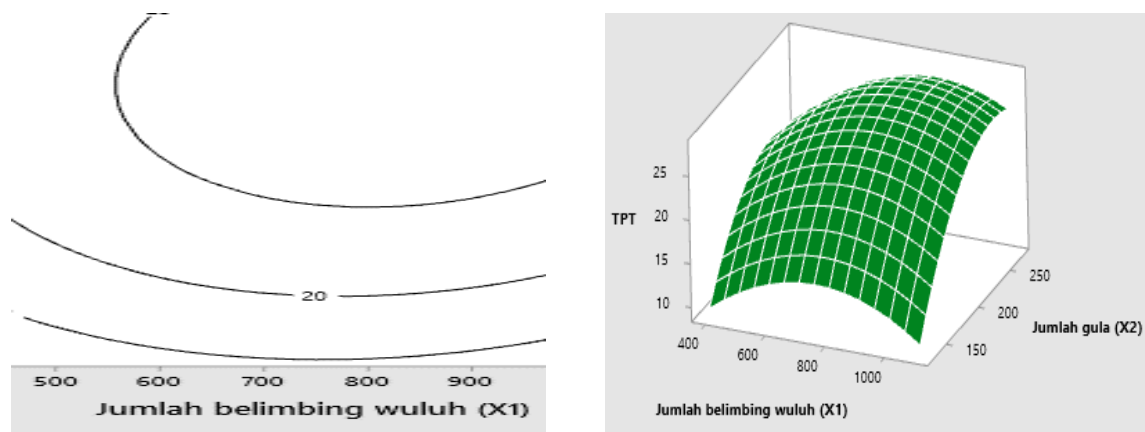 20
500 600 700 800 900
Jumlah belimbing wuluh (X1)
25
TPT 20
15
10
400 600 800 1000
150 200 250
Jumlah gula (X2)
Jumlah belimbing wuluh (X1)